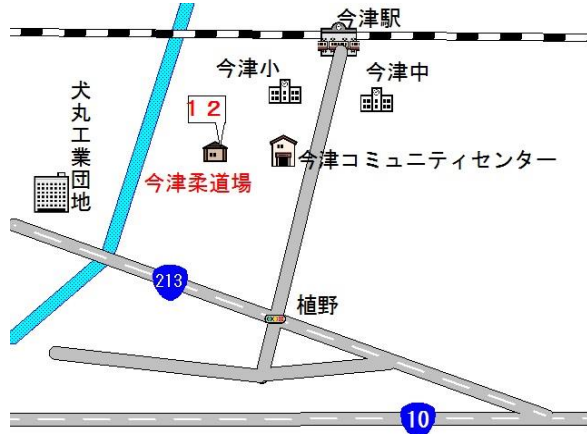 今津駅
今津小
今津中
犬丸工業団地
12
今津コミュニティセンター
今津柔道場
213
植野
10